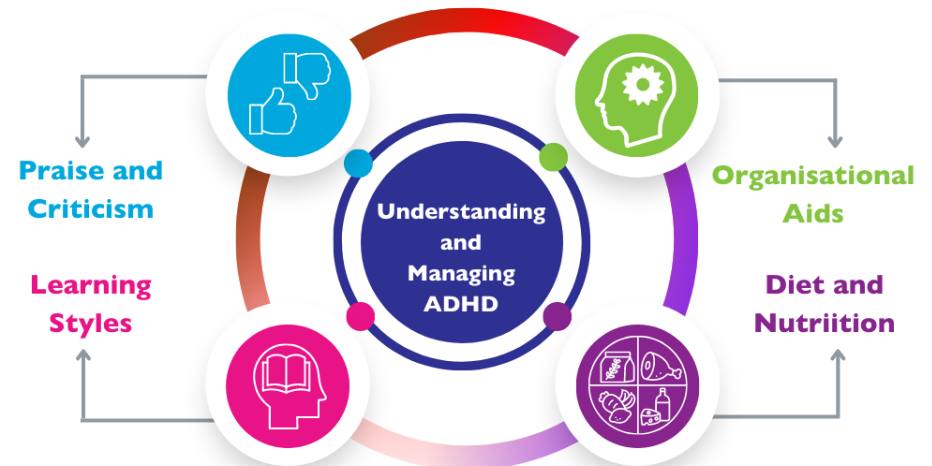 Praise and
Criticism
Organisational
Aids
Understanding
and
Managing
ADHD
Learning
Styles
Diet and
Nutriition